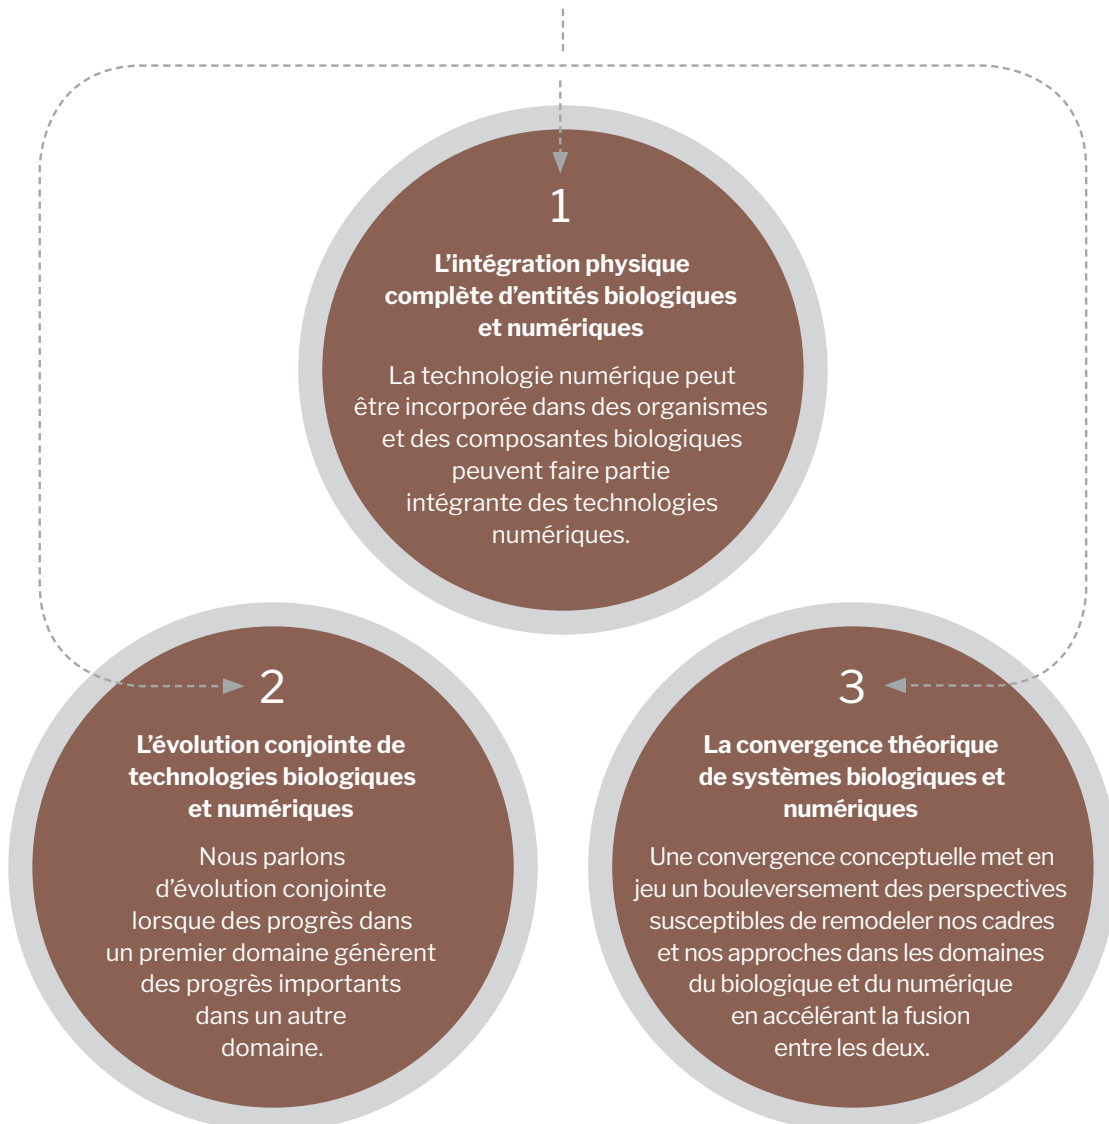 1
L’intégration physique
complète d’entités biologiques
et numériques
La technologie numérique peut
être incorporée dans des organismes
et des composantes biologiques
peuvent faire partie
intégrante des technologies
numériques.
2
L’évolution conjointe de
technologies biologiques
et numériques
Nous parlons
d’évolution conjointe
lorsque des progrès dans
un premier domaine génèrent
des progrès importants
dans un autre
domaine.
3
La convergence théorique
de systèmes biologiques et
numériques
Une convergence conceptuelle met en
jeu un bouleversement des perspectives
susceptibles de remodeler nos cadres
et nos approches dans les domaines
du biologique et du numérique
en accélérant la fusion
entre les deux.